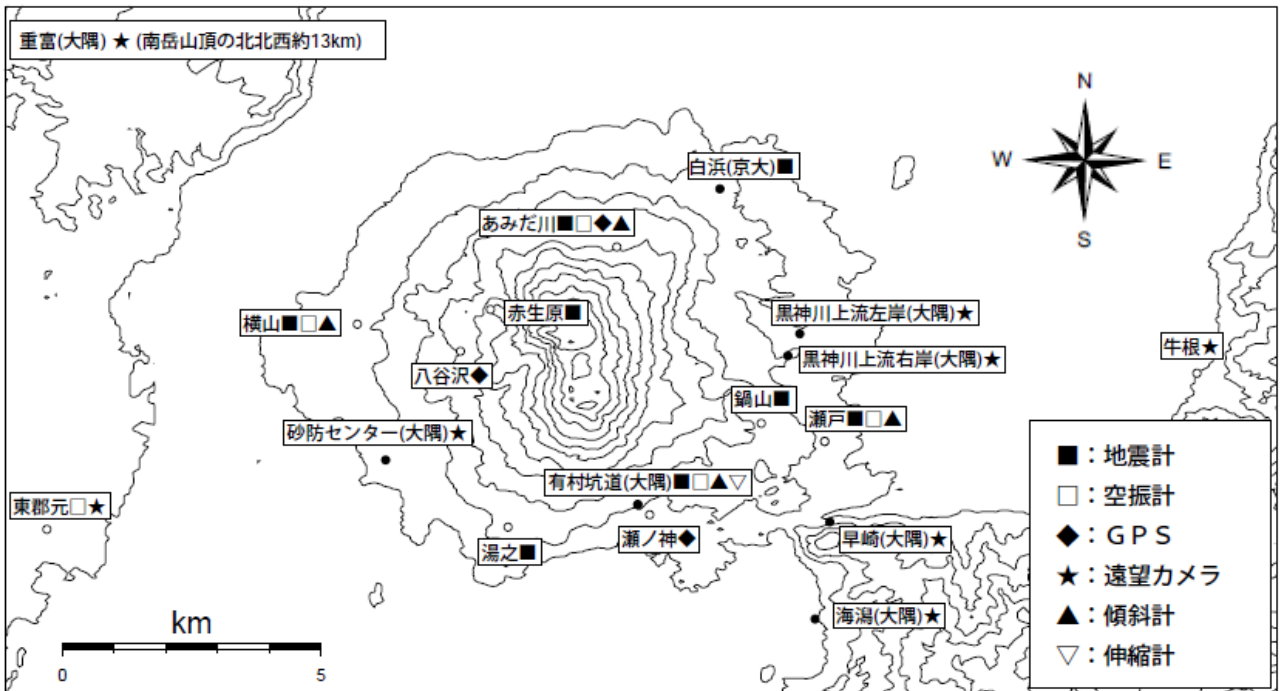 重富(大隅) ★ (南岳山頂の北北西約13km)
N
W
E
S
白浜(京大)■
あみだ川■□◆▲
赤生原■
横山■□▲
黒神川上流左岸(大隅)★
黒神川上流右岸(大隅)★
牛根★
八谷沢◆
鍋山■
瀬戸■□▲
砂防センター(大隅)★
有村坑道(大隅)■□▲▽
東郡元□★
瀬ノ神◆
早崎(大隅)★
湯之■
海潟(大隅)★
km
0
5
■：地震計
□：空振計
◆：ＧＰＳ
★：遠望カメラ
▲：傾斜計
▽：伸縮計